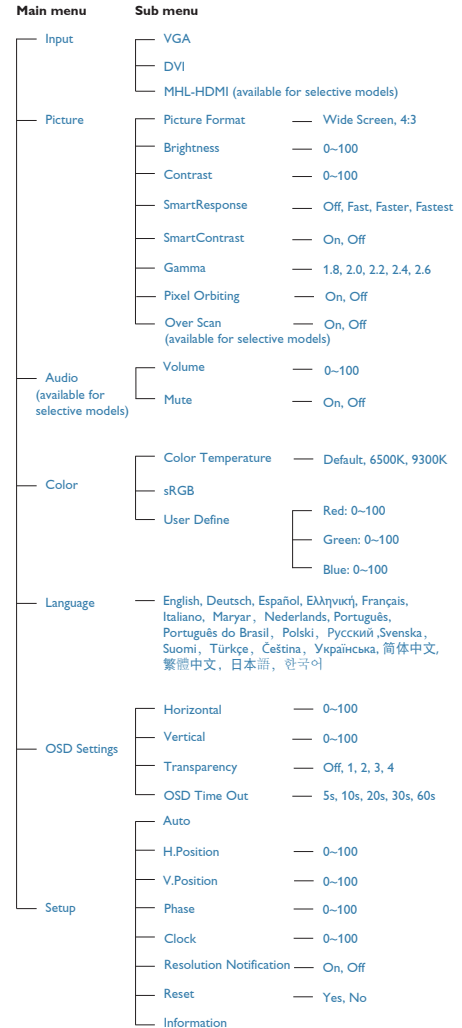 Main menu Sub menu
Input VGA
DVI
MHL-HDMI (available for selective models)
Picture Picture Format Wide Screen, 4:3
Brightness 0~100
Contrast 0~100
SmartResponse Off, Fast, Faster, Fastest
SmartContrast On, Off
Gamma 1.8, 2.0, 2.2, 2.4, 2.6
Pixel Orbiting On, Off
Over Scan On, Off
(available for selective models)
Audio Volume 0~100
(available for
selective models) Mute On, Off
Color Temperature Default, 6500K, 9300K
Color sRGB
User Define Red: 0~100
Green: 0~100
Blue: 0~100
Language English, Deutsch, Español, Ελληνική, Français,
Italiano, Maryar, Nederlands, Português,
Português do Brasil, Polski, Русский ,Svenska,
Suomi, Türkçe, Čeština, Українська, 简体中文,
繁體中文, 日本語, 한국어
Horizontal 0~100
Vertical 0~100
OSD Settings
Transparency Off, 1, 2, 3, 4
OSD Time Out 5s, 10s, 20s, 30s, 60s
Auto
H.Position 0~100
V.Position 0~100
Setup Phase 0~100
Clock 0~100
Resolution Notification On, Off
Reset Yes, No
Information